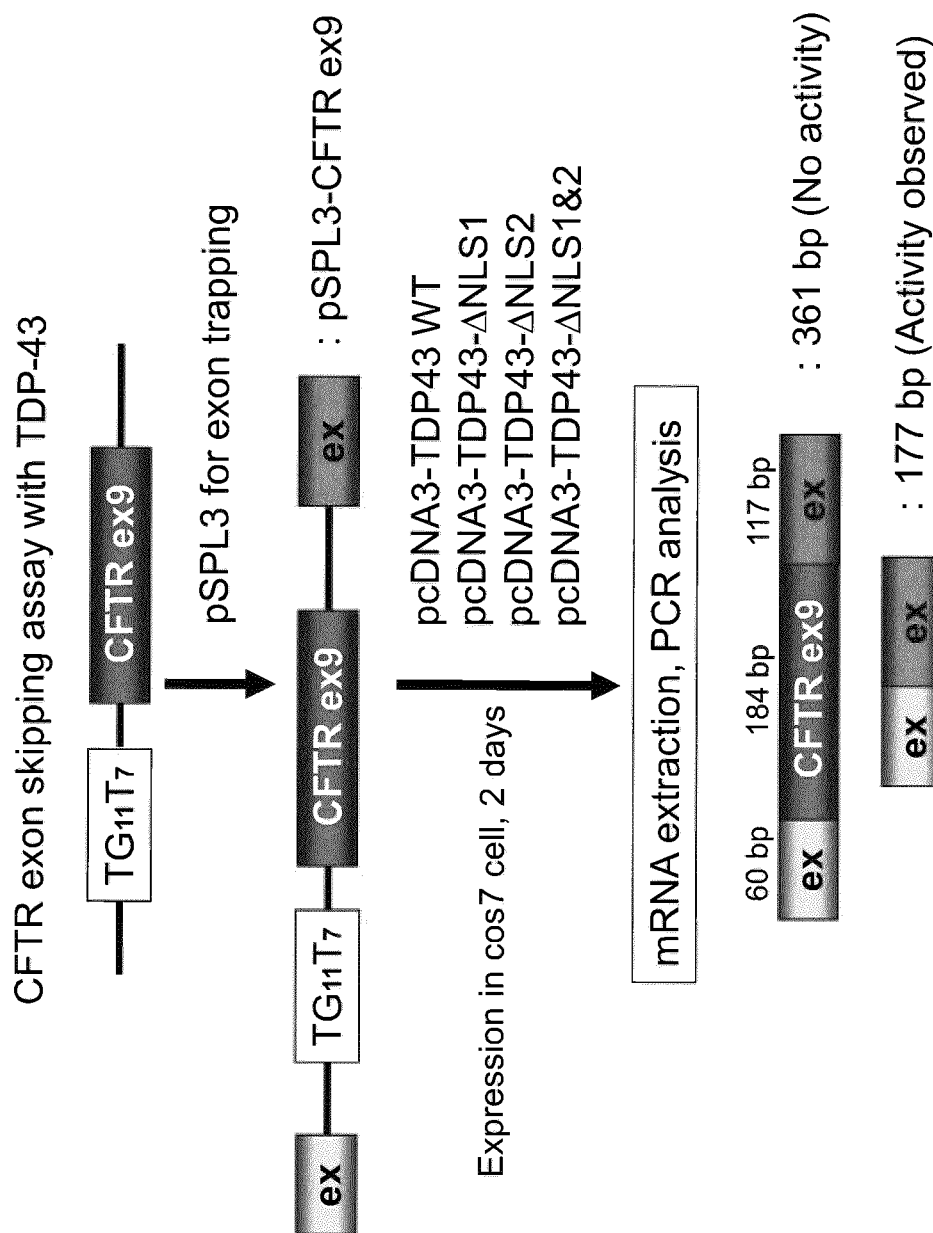 CFTR exon skipping assay with TDP-43
TG11T7
CFTR ex9
pSPL3 for exon trapping
ex
TG11T7
CFTR ex9
ex
: pSPL3-CFTR ex9
Expression in cos7 cell, 2 days
pcDNA3-TDP43 WT
pcDNA3-TDP43-ΔNLS1
pcDNA3-TDP43-ΔNLS2
pcDNA3-TDP43-ΔNLS1&2
mRNA extraction, PCR analysis
60 bp
184 bp
117 bp
ex
CFTR ex9
ex
: 361 bp (No activity)
ex
ex
: 177 bp (Activity observed)